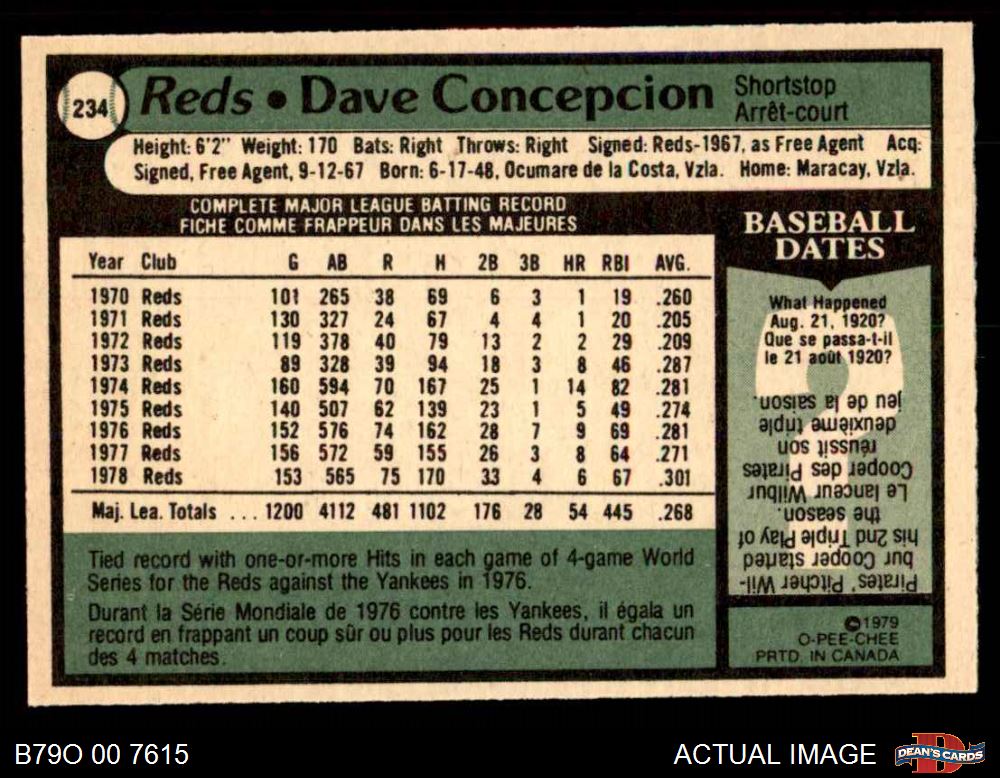 234
Reds • Dave Concepcion
Shortstop
Arrêt-court
Height: 6'2" Weight: 170 Bats: Right Throws: Right Signed: Reds-1967, as Free Agent Acq:
Signed, Free Agent, 9-12-67 Born: 6-17-48, Ocumare de la Costa, Vzla. Home: Maracay, Vzla.
COMPLETE MAJOR LEAGUE BATTING RECORD
FICHE COMME FRAPPEUR DANS LES MAJEURES
Year Club G AB R H 2B 3B HR RBI AVG.
1970 Reds 101 265 38 69 6 3 1 19 .260
1971 Reds 130 327 24 67 4 4 1 20 .205
1972 Reds 119 378 40 79 13 2 2 29 .209
1973 Reds 89 328 39 94 18 3 8 46 .287
1974 Reds 160 594 70 167 25 1 14 82 .281
1975 Reds 140 507 62 139 23 1 5 49 .274
1976 Reds 152 576 74 162 28 7 9 69 .281
1977 Reds 156 572 59 155 26 3 8 64 .271
1978 Reds 153 565 75 170 33 4 6 67 .301
Maj. Lea. Totals ... 1200 4112 481 1102 176 28 54 445 .268
Tied record with one-or-more Hits in each game of 4-game World
Series for the Reds against the Yankees in 1976.
Durant la Série Mondiale de 1976 contre les Yankees, il égala un
record en frappant un coup sûr ou plus pour les Reds durant chacun
des 4 matches.
BASEBALL
DATES
What Happened
Aug. 21, 1920?
Que se passa-t-il
le 21 août 1920?
Pirates' Pitcher Wil-
bur Cooper started
his 2nd Triple Play of
the season.
Le lanceur Wilbur
Cooper des Pirates
réussit son
deuxième triple
jeu de la saison.
©1979
O-PEE-CHEE
PRTD. IN CANADA
B79O 00 7615
ACTUAL IMAGE
DEAN'S CARDS